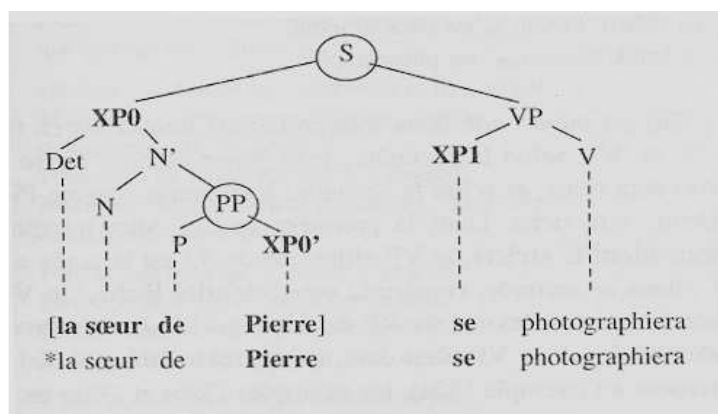 S
XP0 VP
Det N' XP1 V
N PP
P XP0'
[la sœur de Pierre] se photographiera
*la sœur de Pierre se photographiera